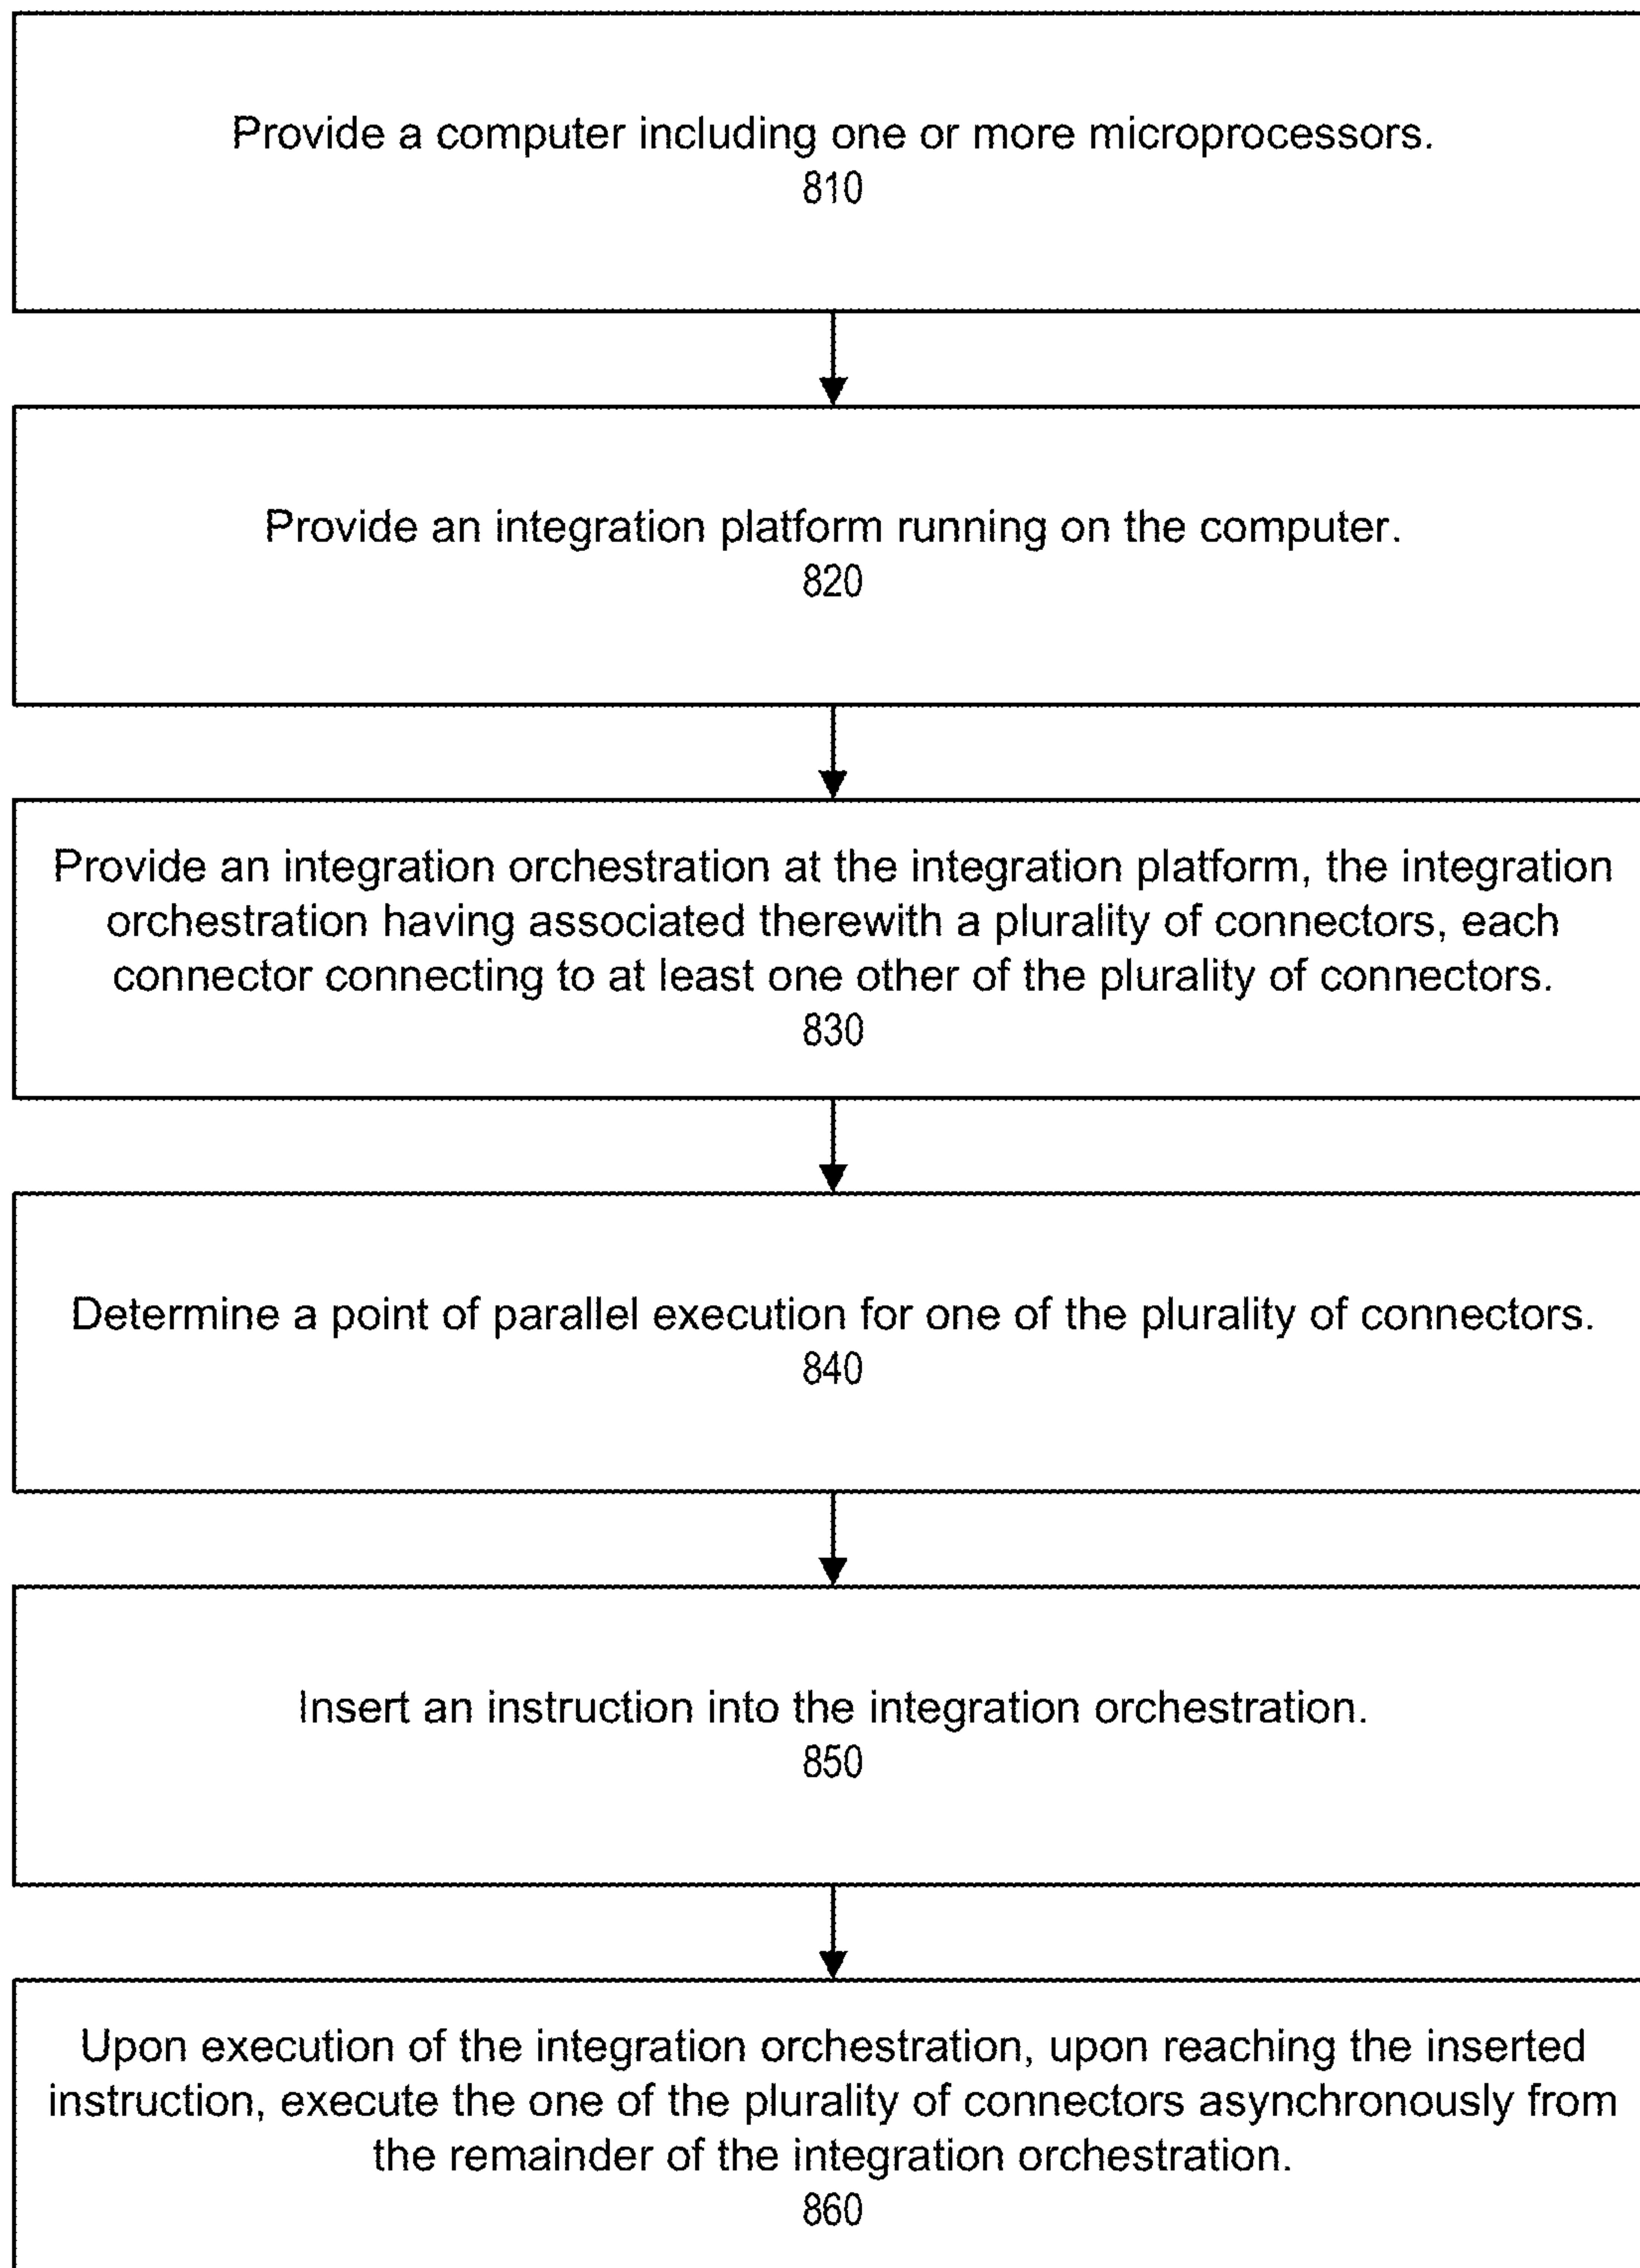 Provide a computer including one or more microprocessors.
810
Provide an integration platform running on the computer.
820
Provide an integration orchestration at the integration platform, the integration
orchestration having associated therewith a plurality of connectors, each
connector connecting to at least one other of the plurality of connectors.
830
Determine a point of parallel execution for one of the plurality of connectors.
840
Insert an instruction into the integration orchestration.
850
Upon execution of the integration orchestration, upon reaching the inserted
instruction, execute the one of the plurality of connectors asynchronously from
the remainder of the integration orchestration.
860